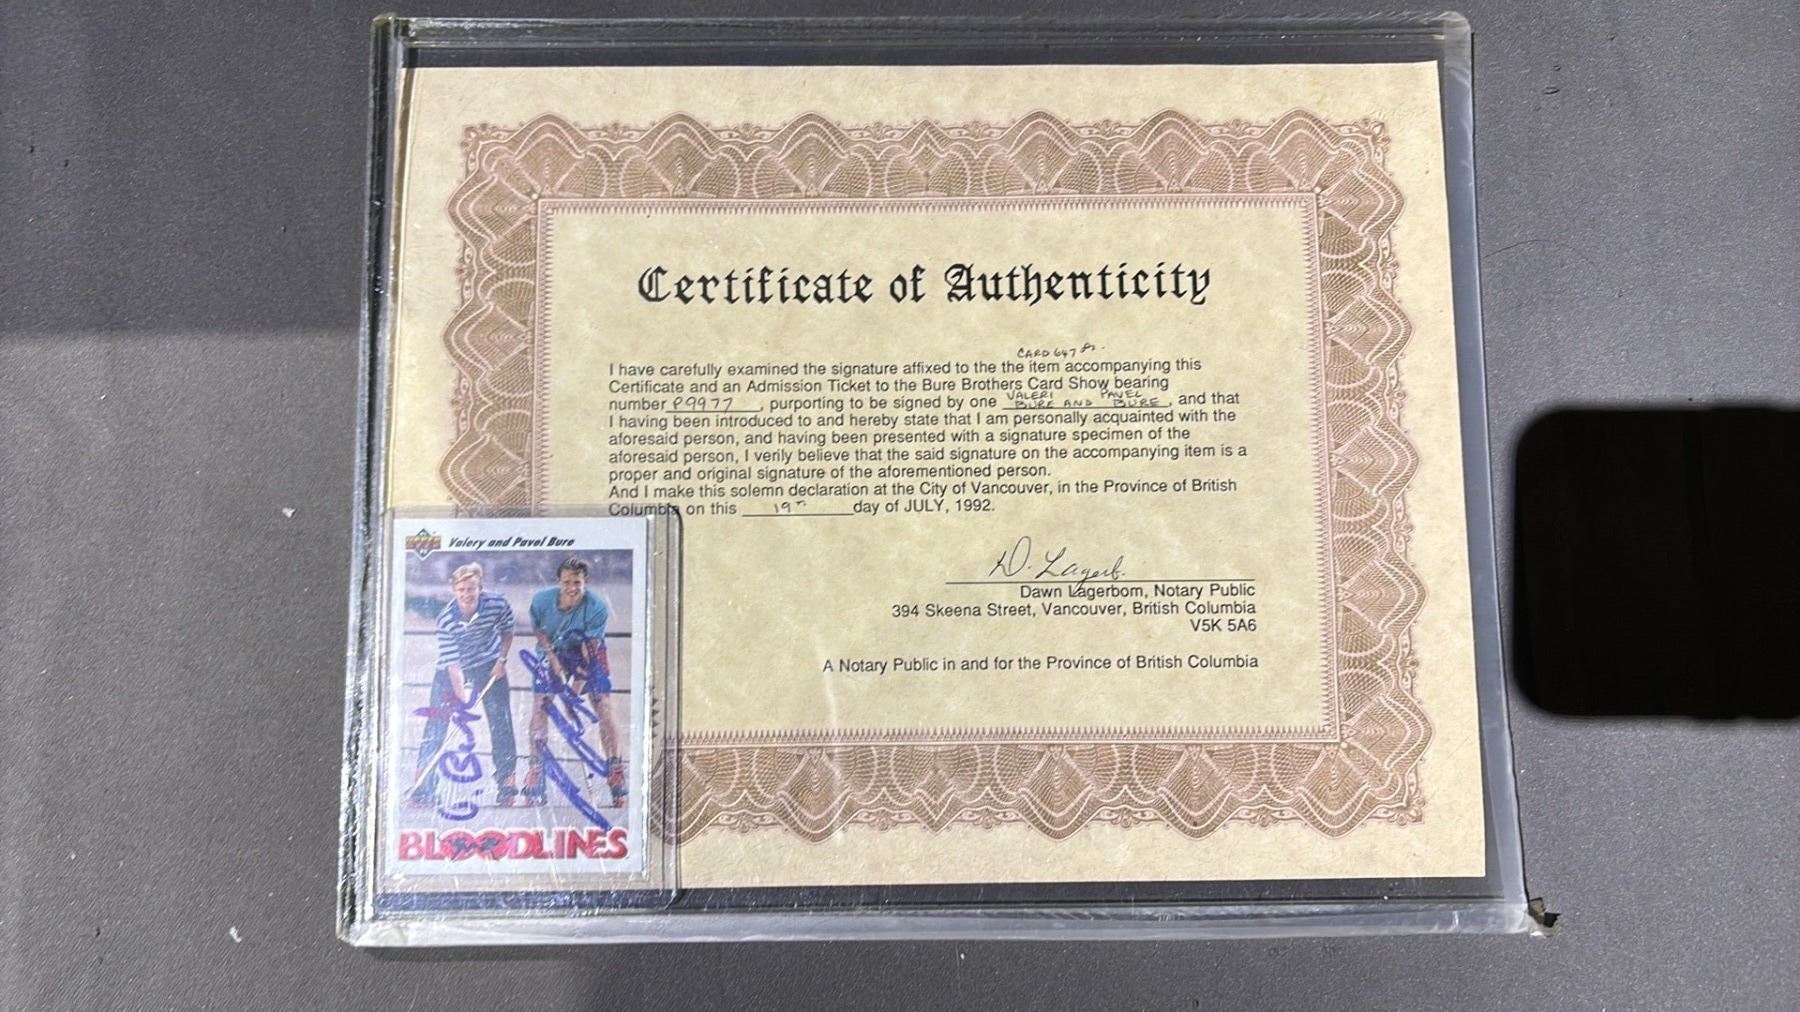 Certificate of Authenticity
CARD 647
I have carefully examined the signature affixed to the the item accompanying this
Certificate and an Admission Ticket to the Bure Brothers Card Show bearing
VALERI PAVEL
number P9977, purporting to be signed by one BURE AND BURE, and that
I having been introduced to and hereby state that I am personally acquainted with the
aforesaid person, and having been presented with a signature specimen of the
aforesaid person, I verily believe that the said signature on the accompanying item is a
proper and original signature of the aforementioned person.
And I make this solemn declaration at the City of Vancouver, in the Province of British
Columbia on this 19TH day of JULY, 1992.
D. Lagerb.
Dawn Lagerbom, Notary Public
394 Skeena Street, Vancouver, British Columbia
V5K 5A6
A Notary Public in and for the Province of British Columbia
Valery and Pavel Bure
V. Bure
BLOODLINES